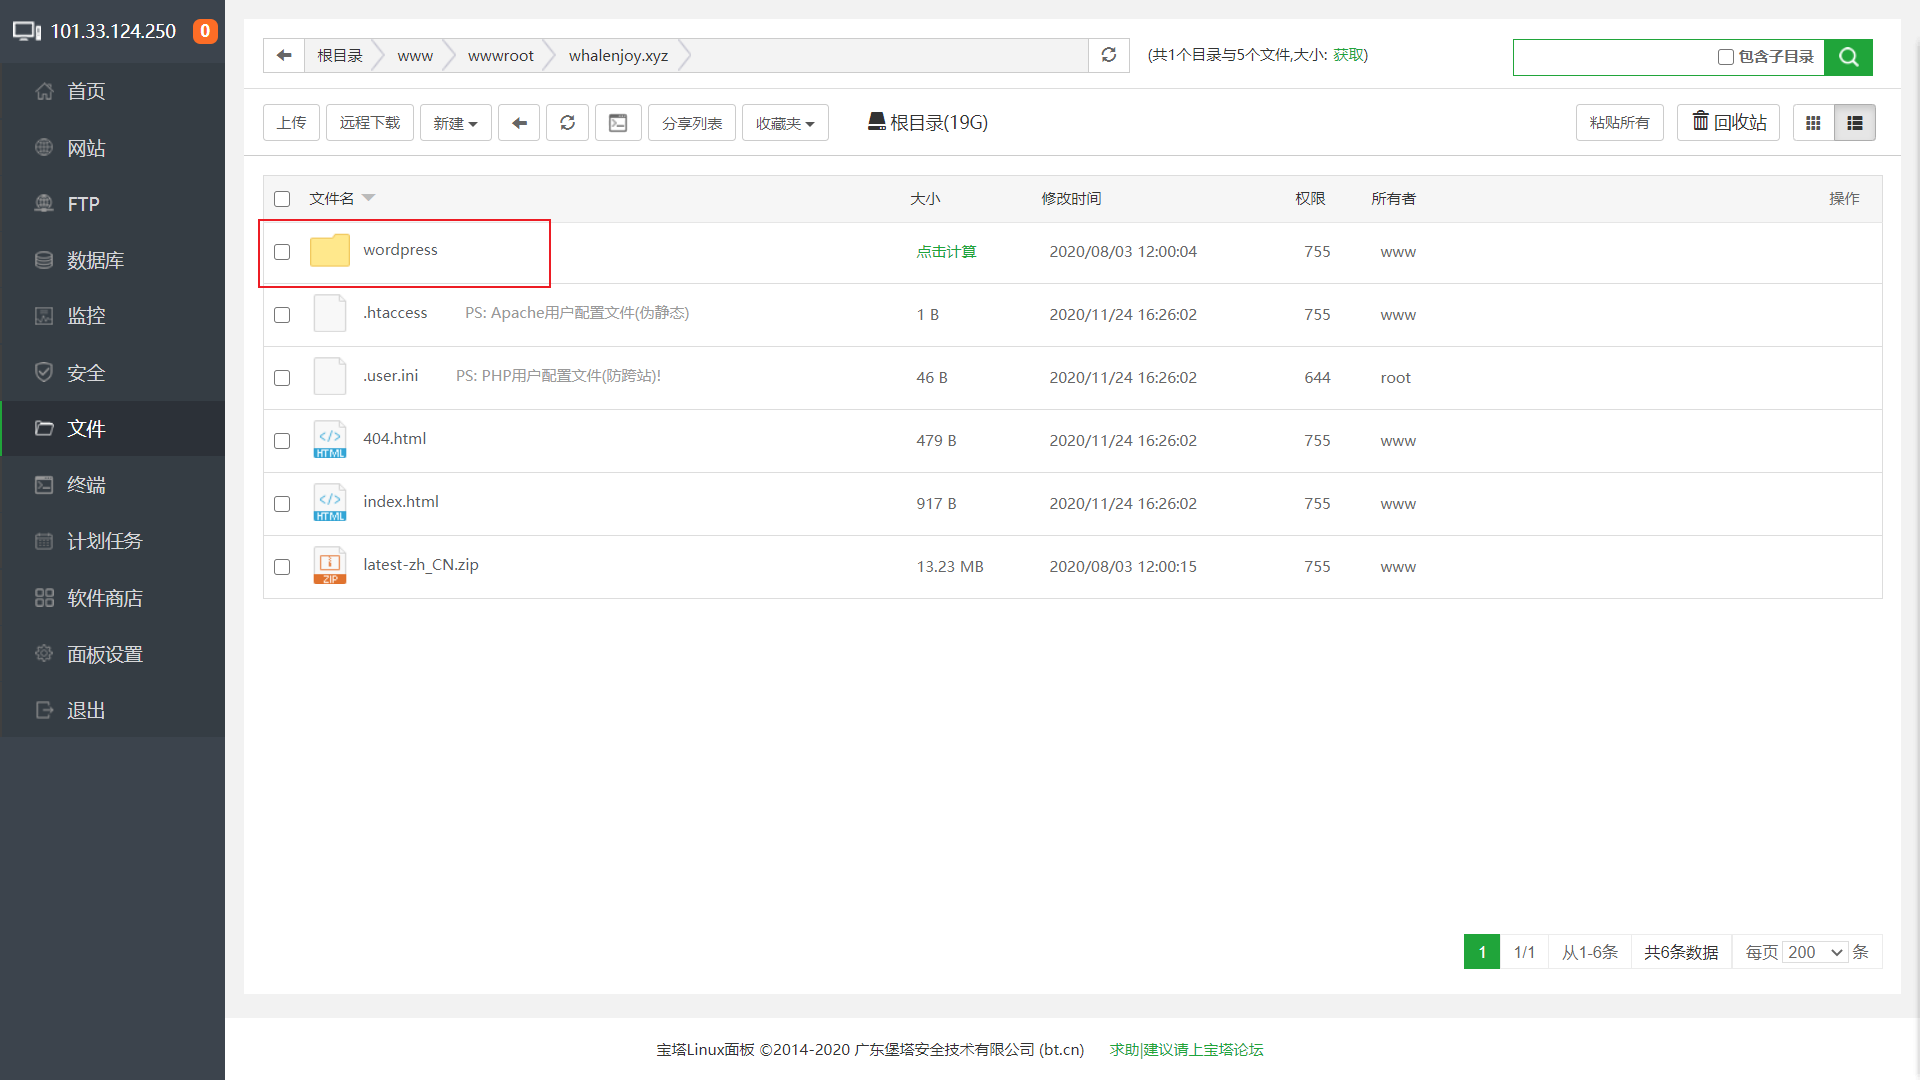 101.33.124.250 0
首页
网站
FTP
数据库
监控
安全
文件
终端
计划任务
软件商店
面板设置
退出
根目录 www wwwroot whalenjoy.xyz (共1个目录与5个文件,大小: 获取) 包含子目录
上传 远程下载 新建 分享列表 收藏夹 根目录(19G) 粘贴所有 回收站
文件名 大小 修改时间 权限 所有者 操作
wordpress 点击计算 2020/08/03 12:00:04 755 www
.htaccess PS: Apache用户配置文件(伪静态) 1 B 2020/11/24 16:26:02 755 www
.user.ini PS: PHP用户配置文件(防跨站)! 46 B 2020/11/24 16:26:02 644 root
</> HTML 404.html 479 B 2020/11/24 16:26:02 755 www
</> HTML index.html 917 B 2020/11/24 16:26:02 755 www
ZIP latest-zh_CN.zip 13.23 MB 2020/08/03 12:00:15 755 www
1 1/1 从1-6条 共6条数据 每页 200 条
宝塔Linux面板 ©2014-2020 广东堡塔安全技术有限公司 (bt.cn) 求助|建议请上宝塔论坛